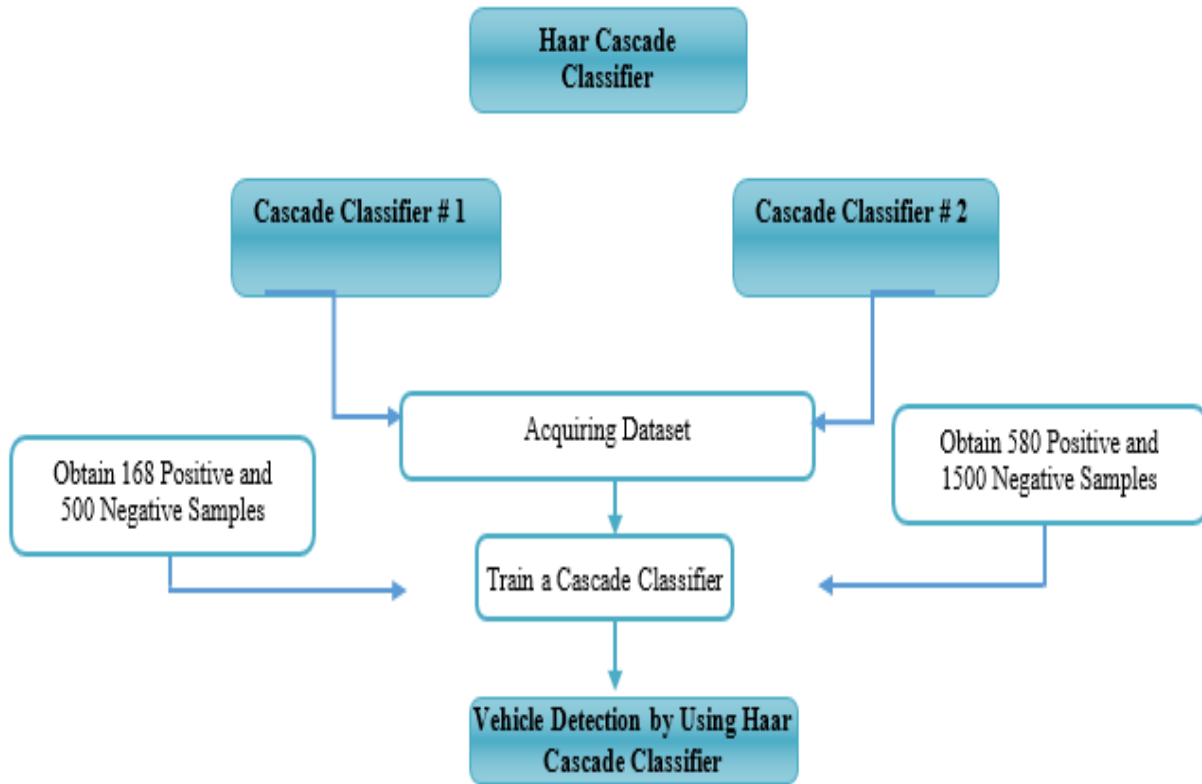 Haar Cascade
Classifier
Cascade Classifier # 1
Cascade Classifier # 2
Acquiring Dataset
Obtain 168 Positive and
500 Negative Samples
Obtain 580 Positive and
1500 Negative Samples
Train a Cascade Classifier
Vehicle Detection by Using Haar
Cascade Classifier